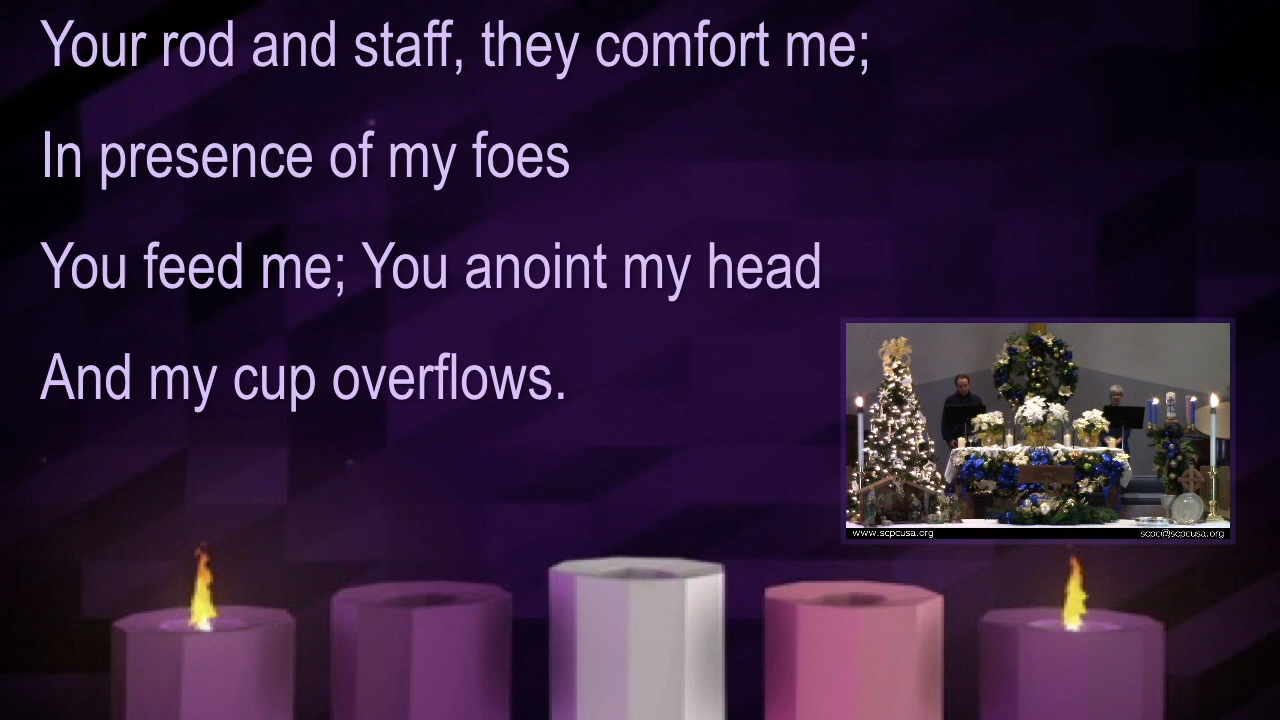 Your rod and staff, they comfort me;
In presence of my foes
You feed me; You anoint my head
And my cup overflows.
www.scpcusa.org scpc@scpcusa.org